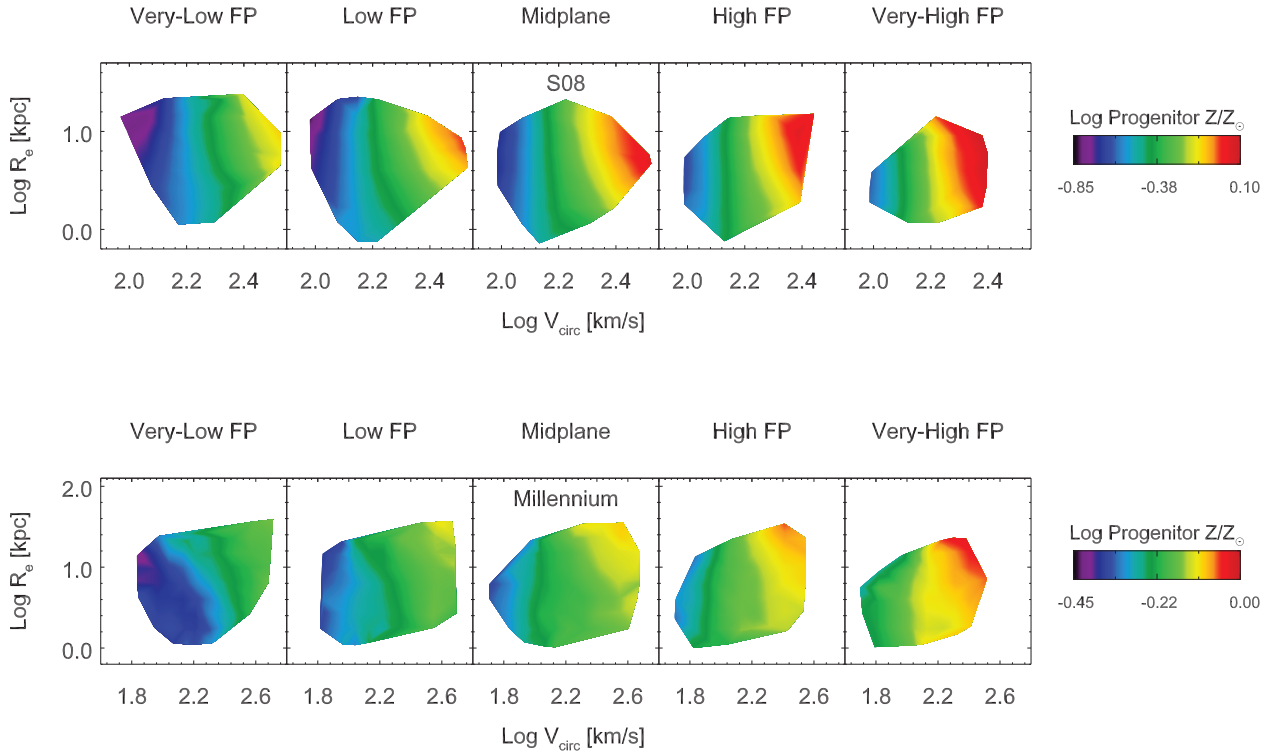 Very-Low FP Low FP Midplane High FP Very-High FP
S08
Log R_e [kpc]
1.0
0.0
2.0 2.2 2.4 2.0 2.2 2.4 2.0 2.2 2.4 2.0 2.2 2.4 2.0 2.2 2.4
Log V_circ [km/s]
Log Progenitor Z/Z_☉
-0.85 -0.38 0.10
Very-Low FP Low FP Midplane High FP Very-High FP
Millennium
Log R_e [kpc]
2.0
1.0
0.0
1.8 2.2 2.6 1.8 2.2 2.6 1.8 2.2 2.6 1.8 2.2 2.6 1.8 2.2 2.6
Log V_circ [km/s]
Log Progenitor Z/Z_☉
-0.45 -0.22 0.00